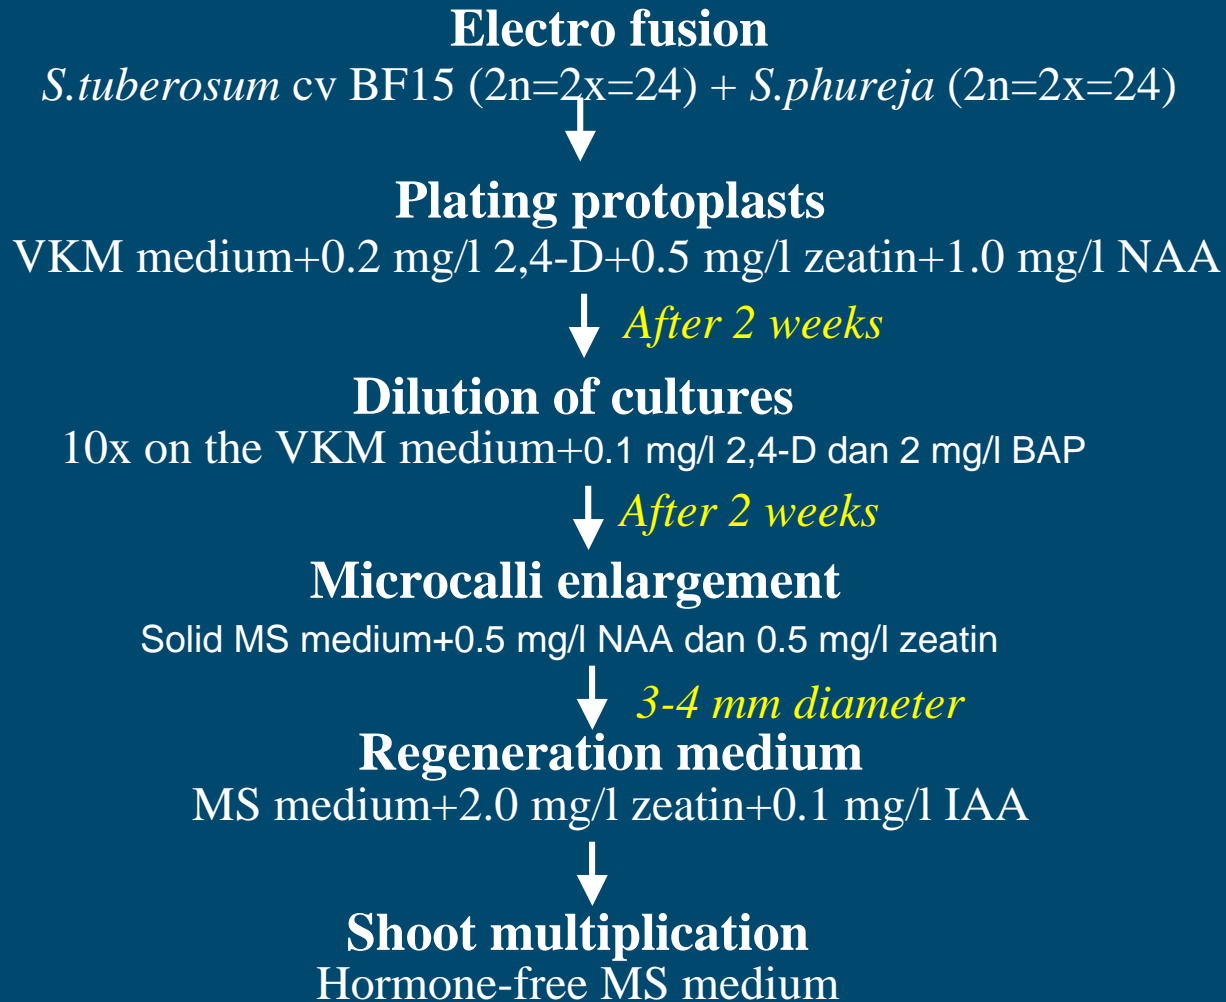 Electro fusion
S.tuberosum cv BF15 (2n=2x=24) + S.phureja (2n=2x=24)
Plating protoplasts
VKM medium+0.2 mg/l 2,4-D+0.5 mg/l zeatin+1.0 mg/l NAA
After 2 weeks
Dilution of cultures
10x on the VKM medium+0.1 mg/l 2,4-D dan 2 mg/l BAP
After 2 weeks
Microcalli enlargement
Solid MS medium+0.5 mg/l NAA dan 0.5 mg/l zeatin
3-4 mm diameter
Regeneration medium
MS medium+2.0 mg/l zeatin+0.1 mg/l IAA
Shoot multiplication
Hormone-free MS medium